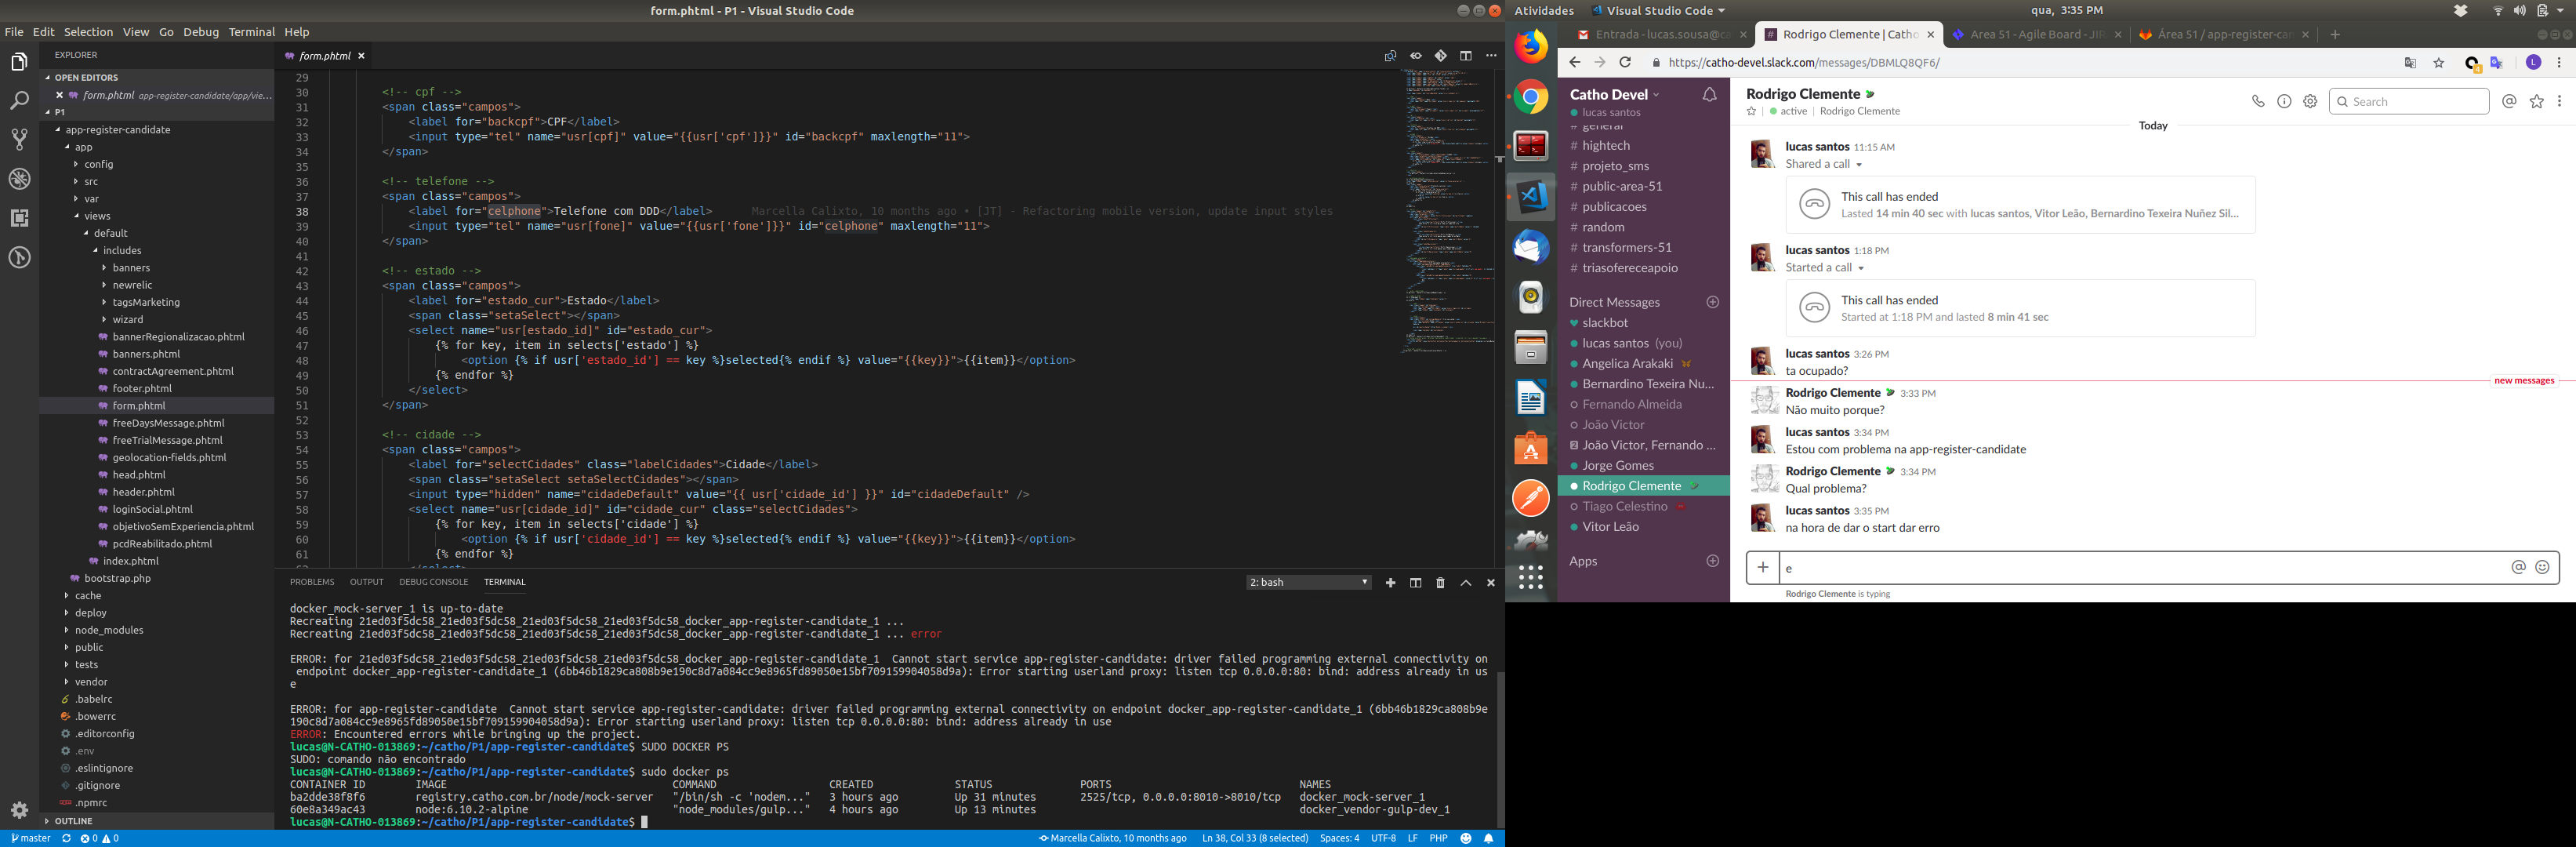 form.phtml - P1 - Visual Studio Code
File Edit Selection View Go Debug Terminal Help
EXPLORER
OPEN EDITORS
form.phtml app-register-candidate/app/vie...
P1
app-register-candidate
app
config
src
var
views
default
includes
banners
newrelic
tagsMarketing
wizard
bannerRegionalizacao.phtml
banners.phtml
contractAgreement.phtml
footer.phtml
form.phtml
freeDaysMessage.phtml
freeTrialMessage.phtml
geolocation-fields.phtml
head.phtml
header.phtml
loginSocial.phtml
objetivoSemExperiencia.phtml
pcdReabilitado.phtml
index.phtml
bootstrap.php
cache
deploy
node_modules
public
tests
vendor
.babelrc
.bowerrc
.editorconfig
.env
.eslintignore
.gitignore
.npmrc
OUTLINE
form.phtml
29
30 <!-- cpf -->
31 <span class="campos">
32 <label for="backcpf">CPF</label>
33 <input type="tel" name="usr[cpf]" value="{{usr['cpf']}}" id="backcpf" maxlength="11">
34 </span>
35
36 <!-- telefone -->
37 <span class="campos">
38 <label for="celphone">Telefone com DDD</label> Marcella Calixto, 10 months ago • [JT] - Refactoring mobile version, update input styles
39 <input type="tel" name="usr[fone]" value="{{usr['fone']}}" id="celphone" maxlength="11">
40 </span>
41
42 <!-- estado -->
43 <span class="campos">
44 <label for="estado_cur">Estado</label>
45 <span class="setaSelect"></span>
46 <select name="usr[estado_id]" id="estado_cur">
47 {% for key, item in selects['estado'] %}
48 <option {% if usr['estado_id'] == key %}selected{% endif %} value="{{key}}">{{item}}</option>
49 {% endfor %}
50 </select>
51 </span>
52
53 <!-- cidade -->
54 <span class="campos">
55 <label for="selectCidades" class="labelCidades">Cidade</label>
56 <span class="setaSelect setaSelectCidades"></span>
57 <input type="hidden" name="cidadeDefault" value="{{ usr['cidade_id'] }}" id="cidadeDefault" />
58 <select name="usr[cidade_id]" id="cidade_cur" class="selectCidades">
59 {% for key, item in selects['cidade'] %}
60 <option {% if usr['cidade_id'] == key %}selected{% endif %} value="{{key}}">{{item}}</option>
61 {% endfor %}
PROBLEMS OUTPUT DEBUG CONSOLE TERMINAL 2: bash
docker_mock-server_1 is up-to-date
Recreating 21ed03f5dc58_21ed03f5dc58_21ed03f5dc58_21ed03f5dc58_docker_app-register-candidate_1 ...
Recreating 21ed03f5dc58_21ed03f5dc58_21ed03f5dc58_21ed03f5dc58_docker_app-register-candidate_1 ... error
ERROR: for 21ed03f5dc58_21ed03f5dc58_21ed03f5dc58_21ed03f5dc58_docker_app-register-candidate_1 Cannot start service app-register-candidate: driver failed programming external connectivity on
endpoint docker_app-register-candidate_1 (6bb46b1829ca808b9e190c8d7a084cc9e8965fd89050e15bf709159904058d9a): Error starting userland proxy: listen tcp 0.0.0.0:80: bind: address already in us
e
ERROR: for app-register-candidate Cannot start service app-register-candidate: driver failed programming external connectivity on endpoint docker_app-register-candidate_1 (6bb46b1829ca808b9e
190c8d7a084cc9e8965fd89050e15bf709159904058d9a): Error starting userland proxy: listen tcp 0.0.0.0:80: bind: address already in use
ERROR: Encountered errors while bringing up the project.
lucas@N-CATHO-013869:~/catho/P1/app-register-candidate$ SUDO DOCKER PS
SUDO: comando não encontrado
lucas@N-CATHO-013869:~/catho/P1/app-register-candidate$ sudo docker ps
CONTAINER ID IMAGE COMMAND CREATED STATUS PORTS NAMES
ba2dde38f8f6 registry.catho.com.br/node/mock-server "/bin/sh -c 'nodem..." 3 hours ago Up 31 minutes 2525/tcp, 0.0.0.0:8010->8010/tcp docker_mock-server_1
60e8a349ac43 node:6.10.2-alpine "node_modules/gulp..." 4 hours ago Up 13 minutes docker_vendor-gulp-dev_1
lucas@N-CATHO-013869:~/catho/P1/app-register-candidate$
master 0 0 Marcella Calixto, 10 months ago Ln 38, Col 33 (8 selected) Spaces: 4 UTF-8 LF PHP
Atividades Visual Studio Code qua, 3:35 PM
Entrada - lucas.sousa@ca Rodrigo Clemente | Catho Area 51 - Agile Board - JIR Área 51 / app-register-can
https://catho-devel.slack.com/messages/DBMLQ8QF6/ L
Catho Devel
lucas santos
# general
# hightech
# projeto_sms
# public-area-51
# publicacoes
# random
# transformers-51
# triasofereceapoio
Direct Messages
slackbot
lucas santos (you)
Angelica Arakaki
Bernardino Texeira Nu...
Fernando Almeida
João Victor
2 João Victor, Fernando ...
Jorge Gomes
Rodrigo Clemente
Tiago Celestino
Vitor Leão
Apps
Rodrigo Clemente
active | Rodrigo Clemente
Search
Today
lucas santos 11:15 AM
Shared a call
This call has ended
Lasted 14 min 40 sec with lucas santos, Vitor Leão, Bernardino Texeira Nuñez Sil...
lucas santos 1:18 PM
Started a call
This call has ended
Started at 1:18 PM and lasted 8 min 41 sec
lucas santos 3:26 PM
ta ocupado?
new messages
Rodrigo Clemente 3:33 PM
Não muito porque?
lucas santos 3:34 PM
Estou com problema na app-register-candidate
Rodrigo Clemente 3:34 PM
Qual problema?
lucas santos 3:35 PM
na hora de dar o start dar erro
e
Rodrigo Clemente is typing